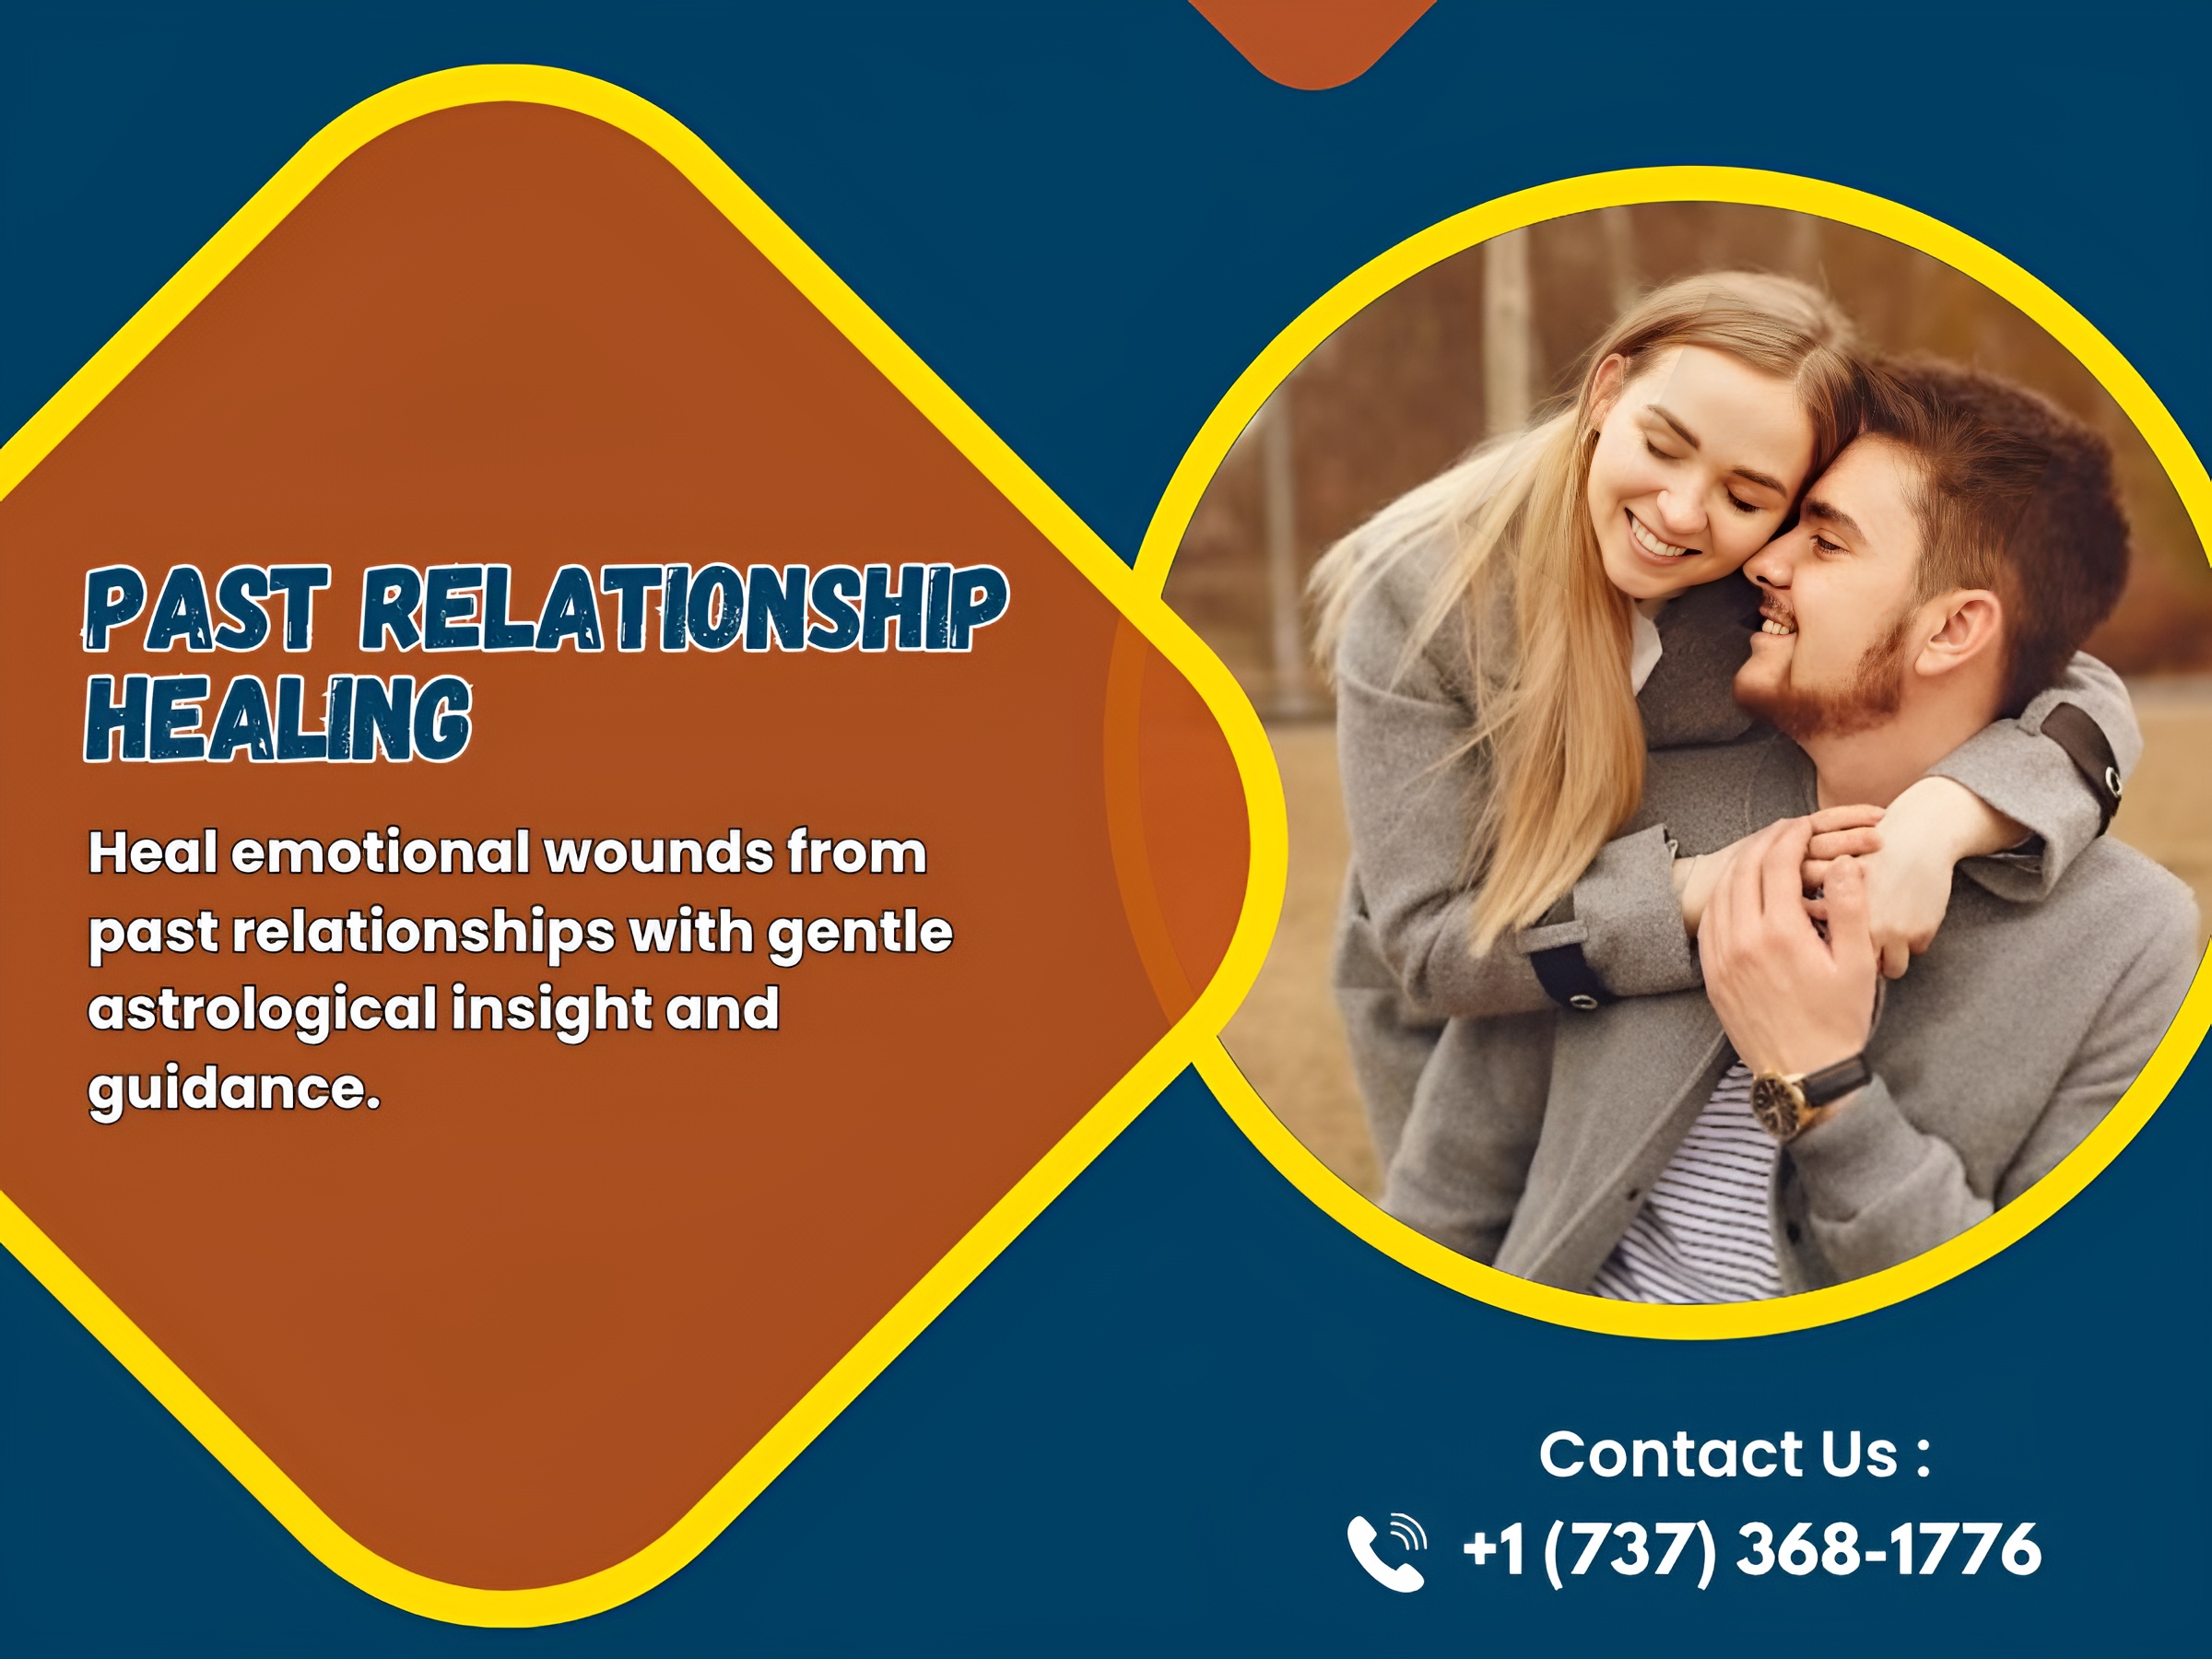 PAST RELATIONSHIP
HEALING
Heal emotional wounds from
past relationships with gentle
astrological insight and
guidance.
Contact Us :
+1 (737) 368-1776